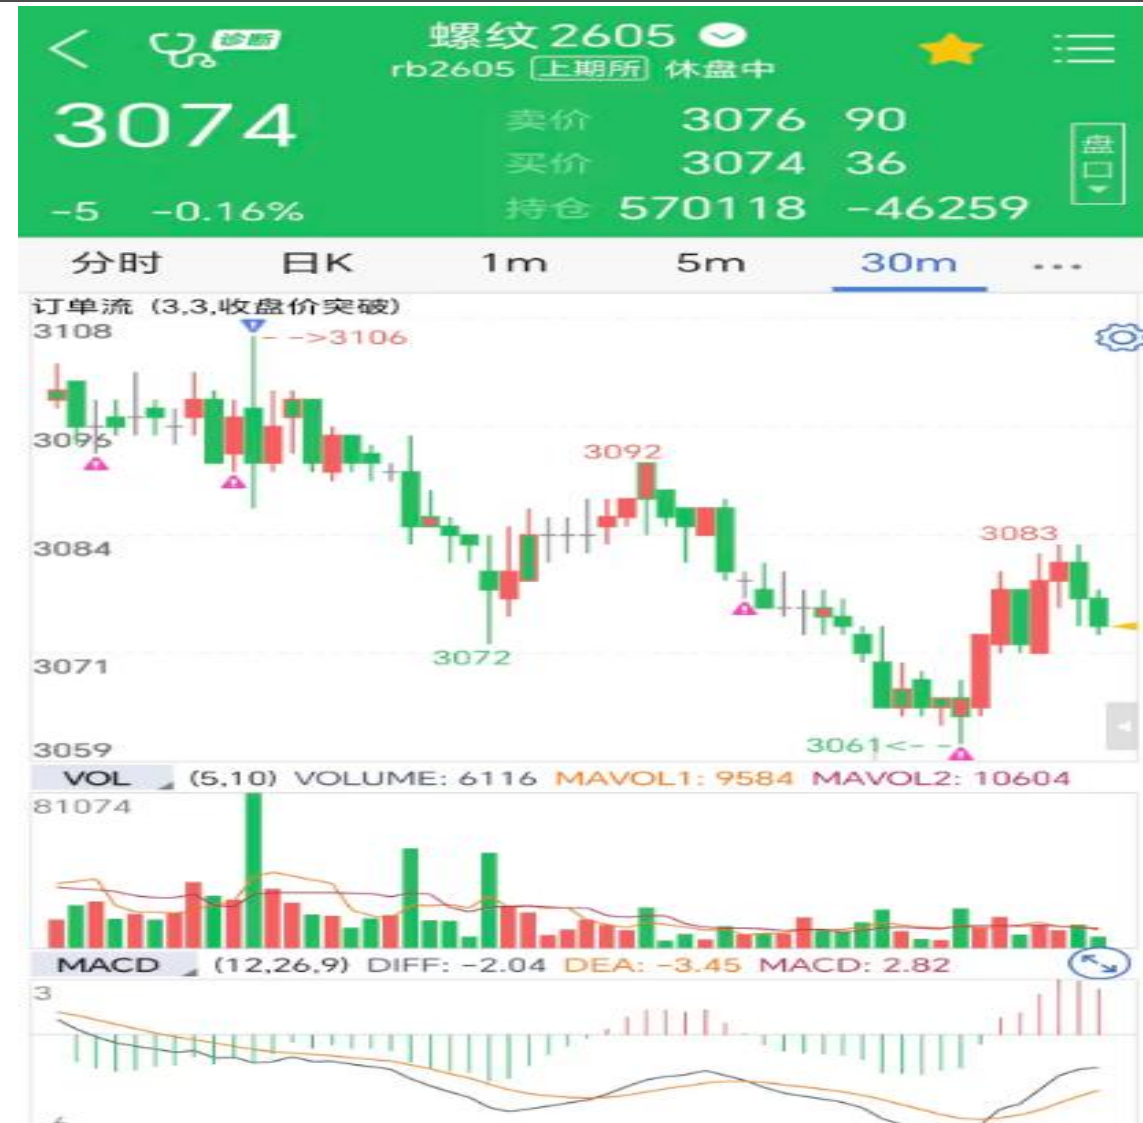 诊断 螺纹 2605
rb2605 上期所 休盘中
3074 卖价 3076 90
买价 3074 36
盘口
-5 -0.16% 持仓 570118 -46259
分时 日K 1m 5m 30m ...
订单流 (3,3,收盘价突破)
3108
-->3106
3096
3092
3084
3083
3072
3071
3061<--
3059
VOL (5,10) VOLUME: 6116 MAVOL1: 9584 MAVOL2: 10604
81074
MACD (12,26,9) DIFF: -2.04 DEA: -3.45 MACD: 2.82
3